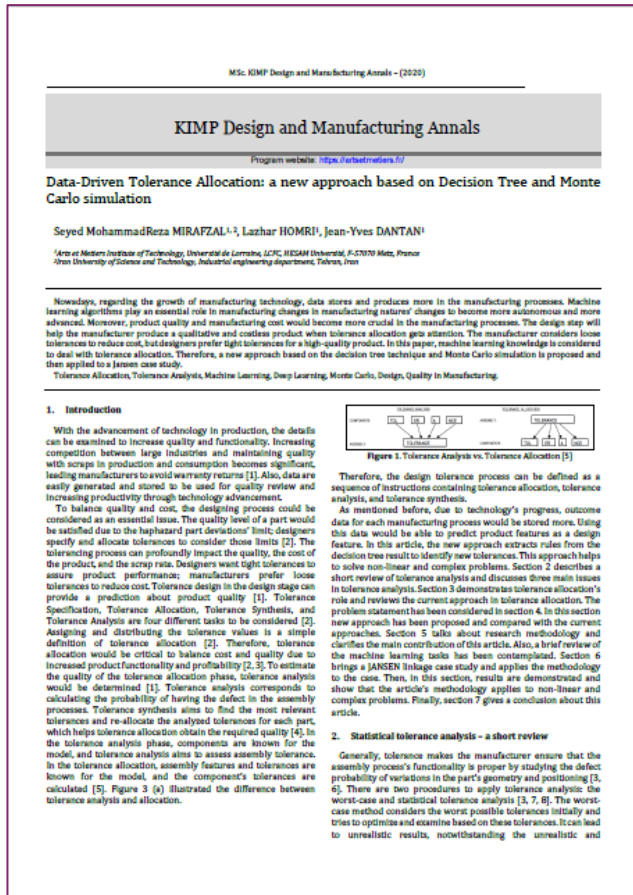 MSc. KIMP Design and Manufacturing Annals – (2020)
KIMP Design and Manufacturing Annals
Program website: https://artsetmetiers.fr/
Data-Driven Tolerance Allocation: a new approach based on Decision Tree and Monte
Carlo simulation
Seyed MohammadReza MIRAFZAL1, 2, Lazhar HOMRI1, Jean-Yves DANTAN1
1Arts et Metiers Institute of Technology, Université de Lorraine, LCFC, HESAM Université, F-57070 Metz, France
2Iran University of Science and Technology, Industrial engineering department, Tehran, Iran
Nowadays, regarding the growth of manufacturing technology, data stores and produces more in the manufacturing processes. Machine
learning algorithms play an essential role in manufacturing changes in manufacturing natures' changes to become more autonomous and more
advanced. Moreover, product quality and manufacturing cost would become more crucial in the manufacturing processes. The design step will
help the manufacturer produce a qualitative and costless product when tolerance allocation gets attention. The manufacturer considers loose
tolerances to reduce cost, but designers prefer tight tolerances for a high-quality product. In this paper, machine learning knowledge is considered
to deal with tolerance allocation. Therefore, a new approach based on the decision tree technique and Monte Carlo simulation is proposed and
then applied to a Jansen case study.
Tolerance Allocation, Tolerance Analysis, Machine Learning, Deep Learning, Monte Carlo, Design, Quality in Manufacturing.
1. Introduction
With the advancement of technology in production, the details
can be examined to increase quality and functionality. Increasing
competition between large industries and maintaining quality
with scraps in production and consumption becomes significant,
leading manufacturers to avoid warranty returns [1]. Also, data are
easily generated and stored to be used for quality review and
increasing productivity through technology advancement.
To balance quality and cost, the designing process could be
considered as an essential issue. The quality level of a part would
be satisfied due to the haphazard part deviations' limit; designers
specify and allocate tolerances to consider those limits [2]. The
tolerancing process can profoundly impact the quality, the cost of
the product, and the scrap rate. Designers want tight tolerances to
assure product performance; manufacturers prefer loose
tolerances to reduce cost. Tolerance design in the design stage can
provide a prediction about product quality [1]. Tolerance
Specification, Tolerance Allocation, Tolerance Synthesis, and
Tolerance Analysis are four different tasks to be considered [2].
Assigning and distributing the tolerance values is a simple
definition of tolerance allocation [2]. Therefore, tolerance
allocation would be critical to balance cost and quality due to
increased product functionality and profitability [2, 3]. To estimate
the quality of the tolerance allocation phase, tolerance analysis
would be determined [1]. Tolerance analysis corresponds to
calculating the probability of having the defect in the assembly
processes. Tolerance synthesis aims to find the most relevant
tolerances and re-allocate the analyzed tolerances for each part,
which helps tolerance allocation obtain the required quality [4]. In
the tolerance analysis phase, components are known for the
model, and tolerance analysis aims to assess assembly tolerance.
In the tolerance allocation, assembly features and tolerances are
known for the model, and the component's tolerances are
calculated [5]. Figure 3 (a) illustrated the difference between
tolerance analysis and allocation.
TOLERANCE ANALYSIS
TOLERANCE ALLOCATION
TOL
ER
A
NCE
TOLERANCE
TOLERANCE
TOL
ER
A
NCE
Figure 1. Tolerance Analysis vs. Tolerance Allocation [5]
Therefore, the design tolerance process can be defined as a
sequence of instructions containing tolerance allocation, tolerance
analysis, and tolerance synthesis.
As mentioned before, due to technology's progress, outcome
data for each manufacturing process would be stored more. Using
this data would be able to predict product features as a design
feature. In this article, the new approach extracts rules from the
decision tree result to identify new tolerances. This approach helps
to solve non-linear and complex problems. Section 2 describes a
short review of tolerance analysis and discusses three main issues
in tolerance analysis. Section 3 demonstrates tolerance allocation's
role and reviews the current approach in tolerance allocation. The
problem statement has been considered in section 4. In this section
new approach has been proposed and compared with the current
approaches. Section 5 talks about research methodology and
clarifies the main contribution of this article. Also, a brief review of
the machine learning tasks has been contemplated. Section 6
brings a JANSEN linkage case study and applies the methodology
to the case. Then, in this section, results are demonstrated and
show that the article's methodology applies to non-linear and
complex problems. Finally, section 7 gives a conclusion about this
article.
2. Statistical tolerance analysis – a short review
Generally, tolerance makes the manufacturer ensure that the
assembly process's functionality is proper by studying the defect
probability of variations in the part's geometry and positioning [3,
6]. There are two procedures to apply tolerance analysis: the
worst-case and statistical tolerance analysis [3, 7, 8]. The worst-
case method considers the worst possible tolerances initially and
tries to optimize and examine based on these tolerances. It can lead
to unrealistic results, notwithstanding the unrealistic and